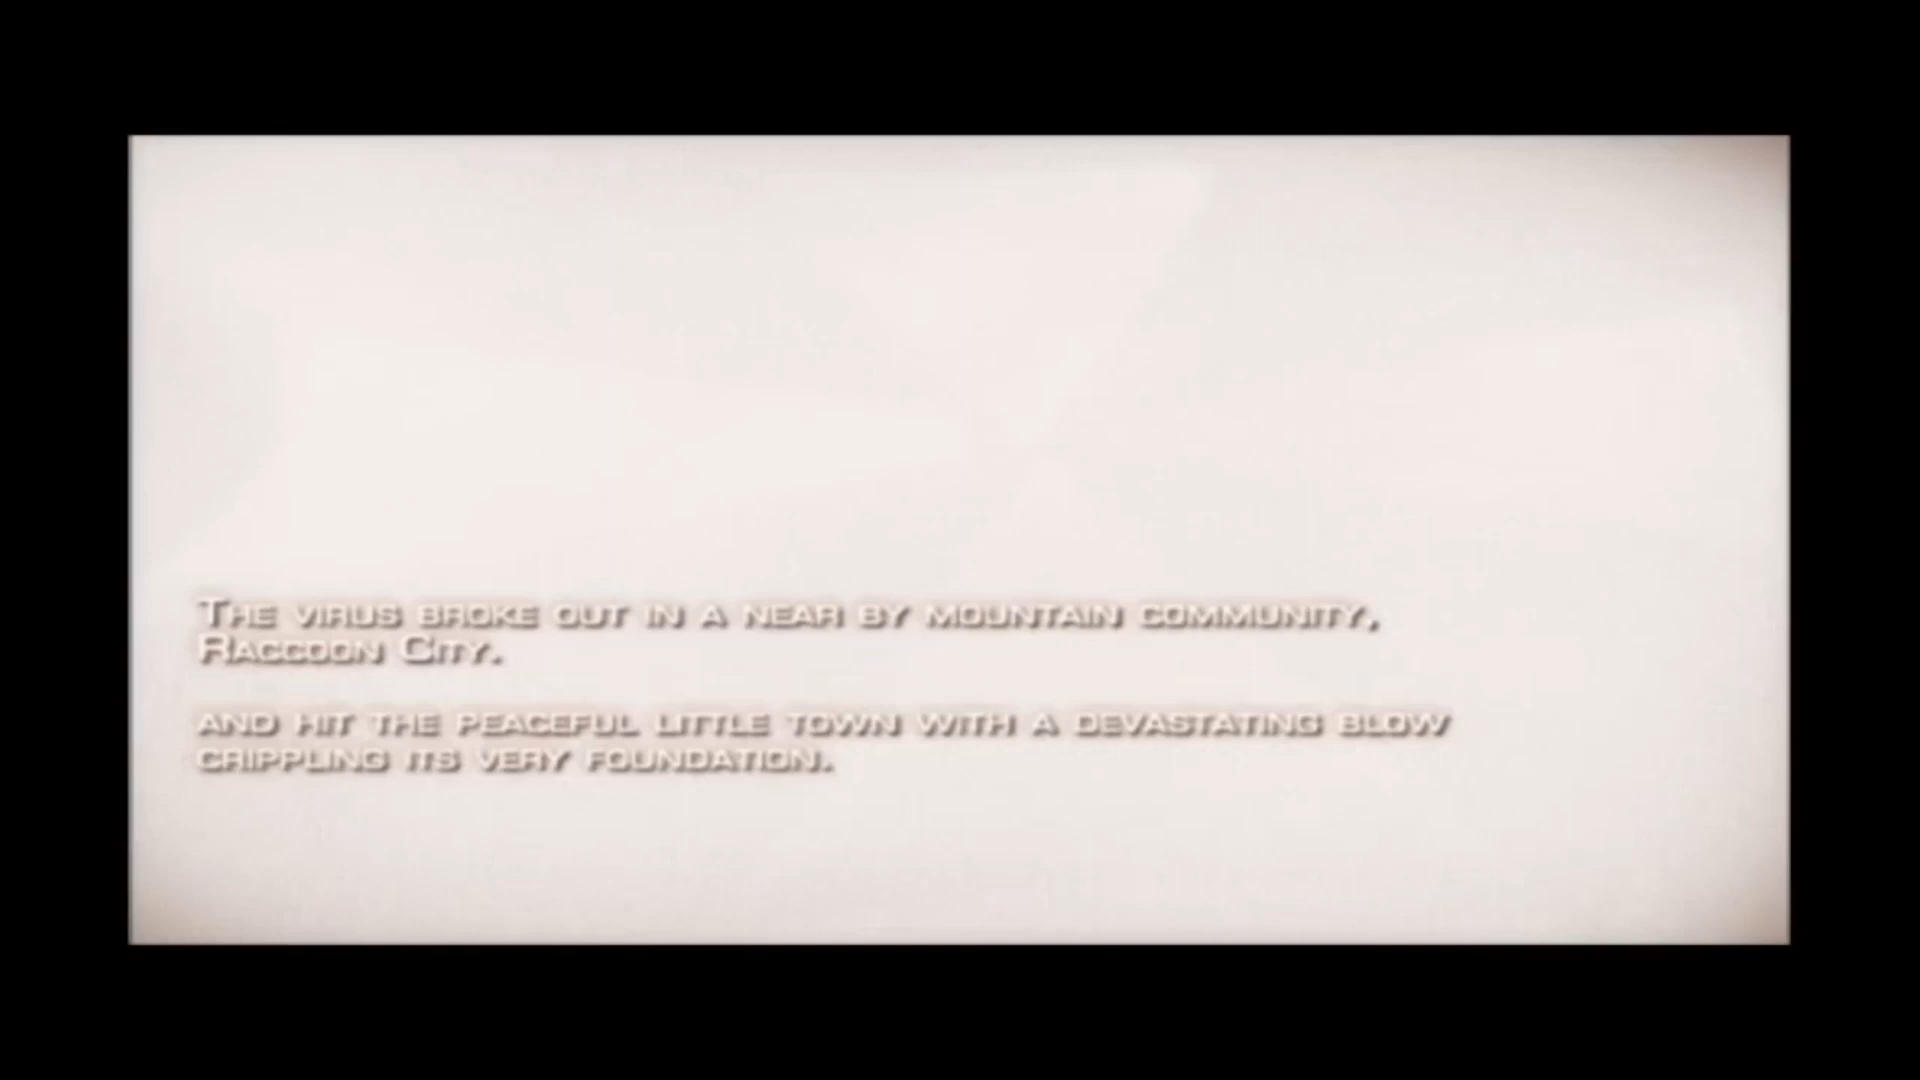 The virus broke out in a near by mountain community,
Raccoon City.
and hit the peaceful little town with a devastating blow
crippling its very foundation.